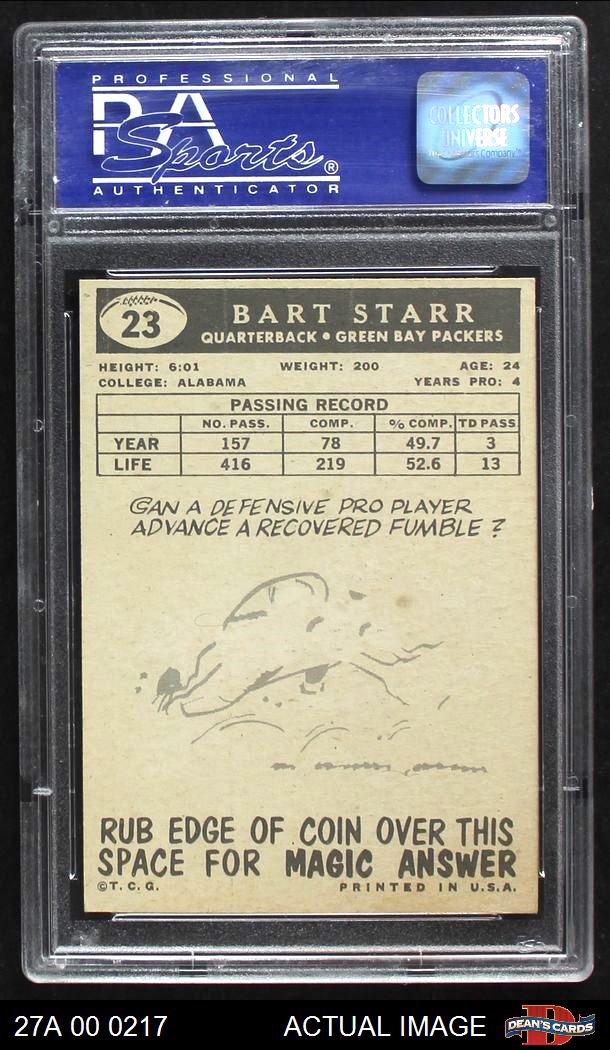 PROFESSIONAL
PSA
Sports®
AUTHENTICATOR
COLLECTORS
UNIVERSE
23
BART STARR
QUARTERBACK • GREEN BAY PACKERS
HEIGHT: 6:01 WEIGHT: 200 AGE: 24
COLLEGE: ALABAMA YEARS PRO: 4
PASSING RECORD
NO. PASS. COMP. % COMP. TD PASS
YEAR 157 78 49.7 3
LIFE 416 219 52.6 13
CAN A DEFENSIVE PRO PLAYER
ADVANCE A RECOVERED FUMBLE?
RUB EDGE OF COIN OVER THIS
SPACE FOR MAGIC ANSWER
©T.C.G. PRINTED IN U.S.A.
27A 00 0217 ACTUAL IMAGE DEAN'S CARDS